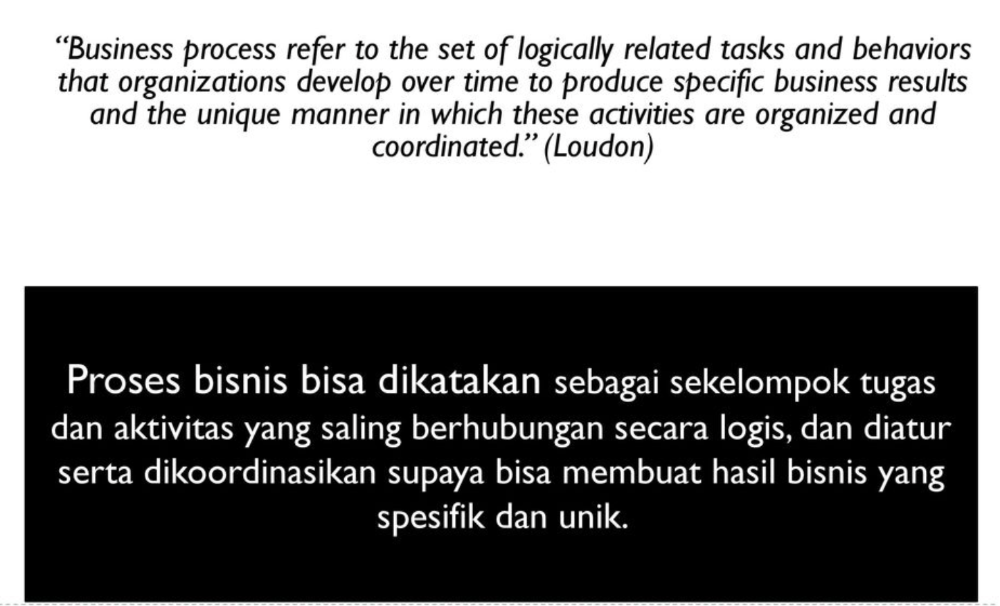 “Business process refer to the set of logically related tasks and behaviors
that organizations develop over time to produce specific business results
and the unique manner in which these activities are organized and
coordinated.” (Loudon)
Proses bisnis bisa dikatakan sebagai sekelompok tugas
dan aktivitas yang saling berhubungan secara logis, dan diatur
serta dikoordinasikan supaya bisa membuat hasil bisnis yang
spesifik dan unik.